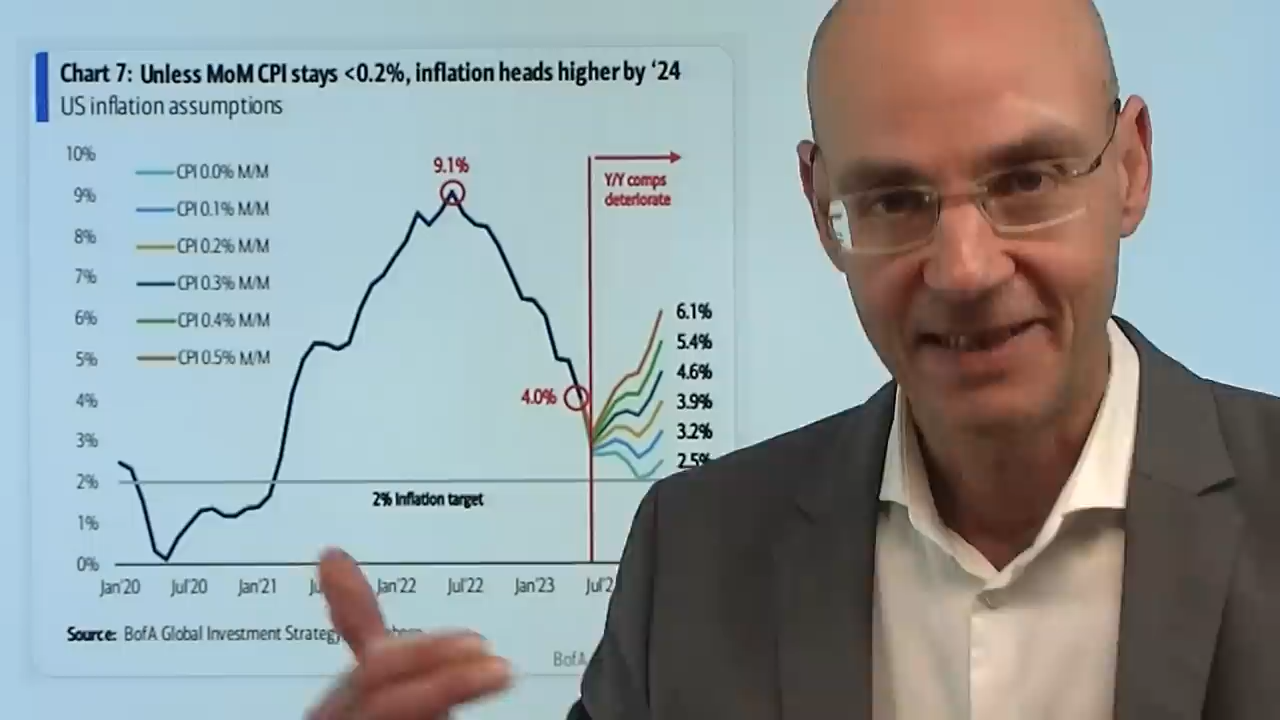 Chart 7: Unless MoM CPI stays <0.2%, inflation heads higher by ‘24
US inflation assumptions
10%
9%
8%
7%
6%
5%
4%
3%
2%
1%
0%
CPI 0.0% M/M
CPI 0.1% M/M
CPI 0.2% M/M
CPI 0.3% M/M
CPI 0.4% M/M
CPI 0.5% M/M
9.1%
Y/Y comps
deteriorate
4.0%
6.1%
5.4%
4.6%
3.9%
3.2%
2.5%
2% Inflation target
Jan'20 Jul'20 Jan'21 Jan'22 Jul'22 Jan'23
Source: BofA Global Investment Strategy
BofA